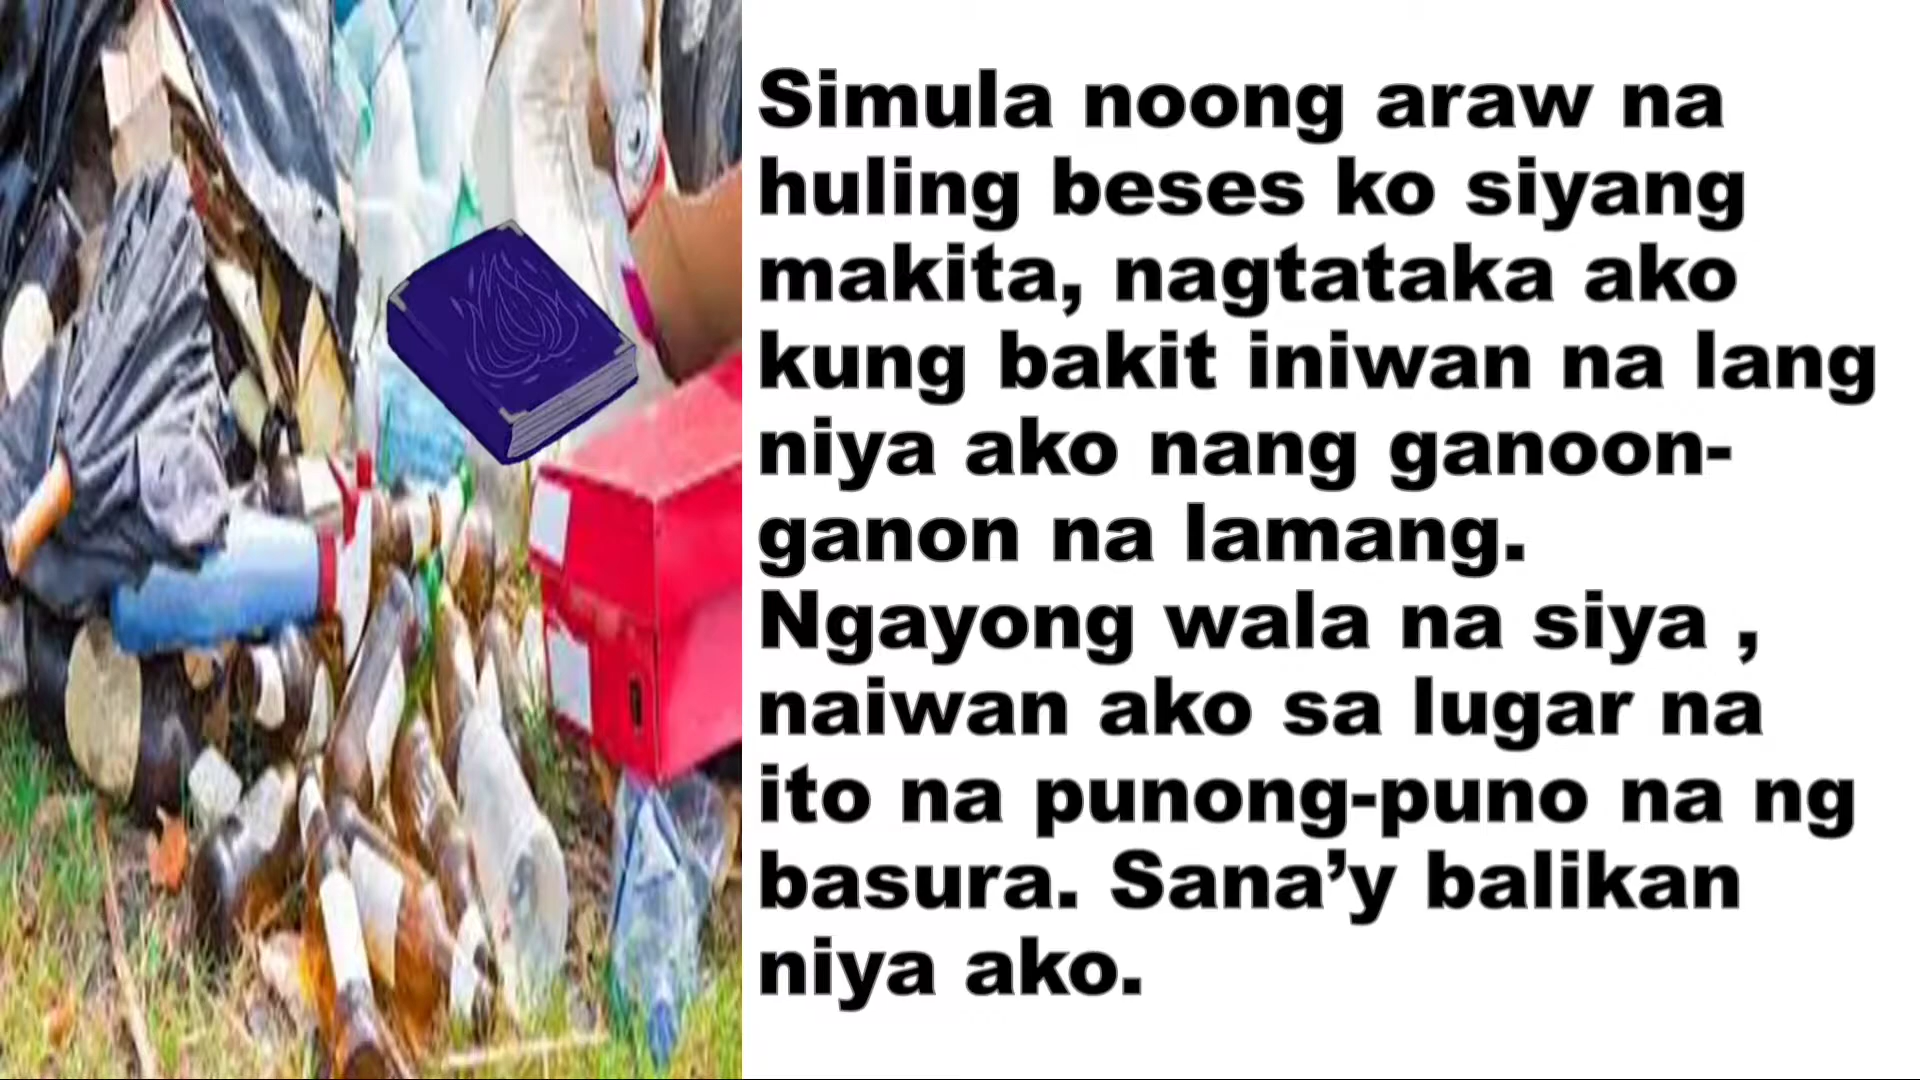 Simula noong araw na
huling beses ko siyang
makita, nagtataka ako
kung bakit iniwan na lang
niya ako nang ganoon-
ganon na lamang.
Ngayong wala na siya ,
naiwan ako sa lugar na
ito na punong-puno na ng
basura. Sana’y balikan
niya ako.